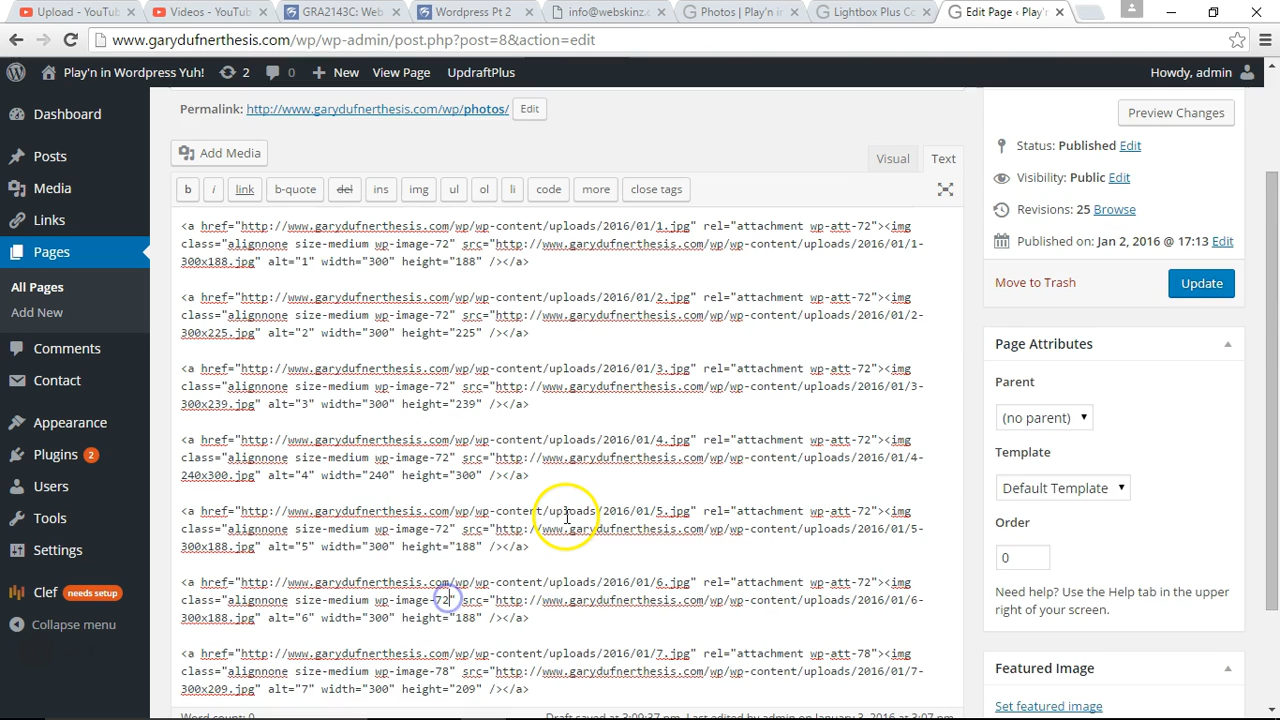 Upload - YouTube
Videos - YouTube
GRA2143C: Web
Wordpress Pt 2
info@webskinz.c
Photos | Play'n in
Lightbox Plus Co
Edit Page ‹ Play'n
www.garydufnerthesis.com/wp/wp-admin/post.php?post=8&action=edit
Play'n in Wordpress Yuh! 2 New View Page UpdraftPlus Howdy, admin
Dashboard
Posts
Media
Links
Pages
All Pages
Add New
Comments
Contact
Appearance
Plugins 2
Users
Tools
Settings
Clef needs setup
Collapse menu
Permalink: http://www.garydufnerthesis.com/wp/photos/ Edit
Add Media
Visual Text
b i link b-quote del ins img ul ol li code more close tags
<a href="http://www.garydufnerthesis.com/wp/wp-content/uploads/2016/01/1.jpg" rel="attachment wp-att-72"><img
class="alignnone size-medium wp-image-72" src="http://www.garydufnerthesis.com/wp/wp-content/uploads/2016/01/1-
300x188.jpg" alt="1" width="300" height="188" /></a>
<a href="http://www.garydufnerthesis.com/wp/wp-content/uploads/2016/01/2.jpg" rel="attachment wp-att-72"><img
class="alignnone size-medium wp-image-72" src="http://www.garydufnerthesis.com/wp/wp-content/uploads/2016/01/2-
300x225.jpg" alt="2" width="300" height="225" /></a>
<a href="http://www.garydufnerthesis.com/wp/wp-content/uploads/2016/01/3.jpg" rel="attachment wp-att-72"><img
class="alignnone size-medium wp-image-72" src="http://www.garydufnerthesis.com/wp/wp-content/uploads/2016/01/3-
300x239.jpg" alt="3" width="300" height="239" /></a>
<a href="http://www.garydufnerthesis.com/wp/wp-content/uploads/2016/01/4.jpg" rel="attachment wp-att-72"><img
class="alignnone size-medium wp-image-72" src="http://www.garydufnerthesis.com/wp/wp-content/uploads/2016/01/4-
240x300.jpg" alt="4" width="240" height="300" /></a>
<a href="http://www.garydufnerthesis.com/wp/wp-content/uploads/2016/01/5.jpg" rel="attachment wp-att-72"><img
class="alignnone size-medium wp-image-72" src="http://www.garydufnerthesis.com/wp/wp-content/uploads/2016/01/5-
300x188.jpg" alt="5" width="300" height="188" /></a>
<a href="http://www.garydufnerthesis.com/wp/wp-content/uploads/2016/01/6.jpg" rel="attachment wp-att-72"><img
class="alignnone size-medium wp-image-72" src="http://www.garydufnerthesis.com/wp/wp-content/uploads/2016/01/6-
300x188.jpg" alt="6" width="300" height="188" /></a>
<a href="http://www.garydufnerthesis.com/wp/wp-content/uploads/2016/01/7.jpg" rel="attachment wp-att-78"><img
class="alignnone size-medium wp-image-78" src="http://www.garydufnerthesis.com/wp/wp-content/uploads/2016/01/7-
300x209.jpg" alt="7" width="300" height="209" /></a>
Word count: 0 Draft saved at 3:09:37 pm. Last edited by admin on January 3, 2016 at 3:07 pm
Preview Changes
Status: Published Edit
Visibility: Public Edit
Revisions: 25 Browse
Published on: Jan 2, 2016 @ 17:13 Edit
Move to Trash Update
Page Attributes
Parent
(no parent)
Template
Default Template
Order
0
Need help? Use the Help tab in the upper
right of your screen.
Featured Image
Set featured image